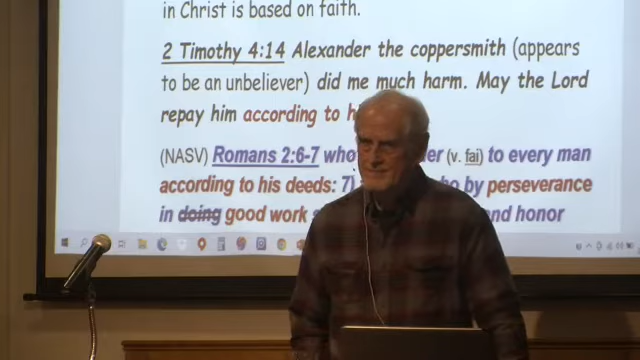 in Christ is based on faith.
2 Timothy 4:14 Alexander the coppersmith (appears
to be an unbeliever) did me much harm. May the Lord
repay him according to
(NASV) Romans 2:6-7 who (v. fai) to every man
according to his deeds: 7) by perseverance
in doing good work and honor